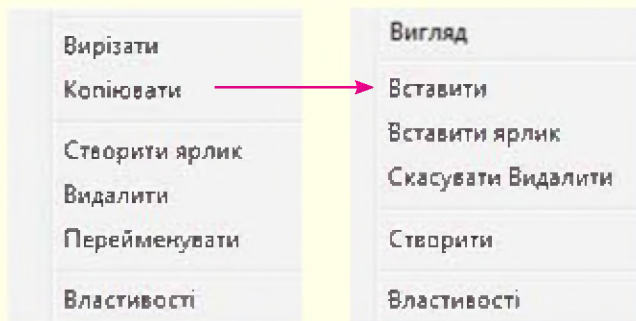 Вирізати
Копіювати
Створити ярлик
Видалити
Перейменувати
Властивості
Вигляд
Вставити
Вставити ярлик
Скасувати Видалити
Створити
Властивості